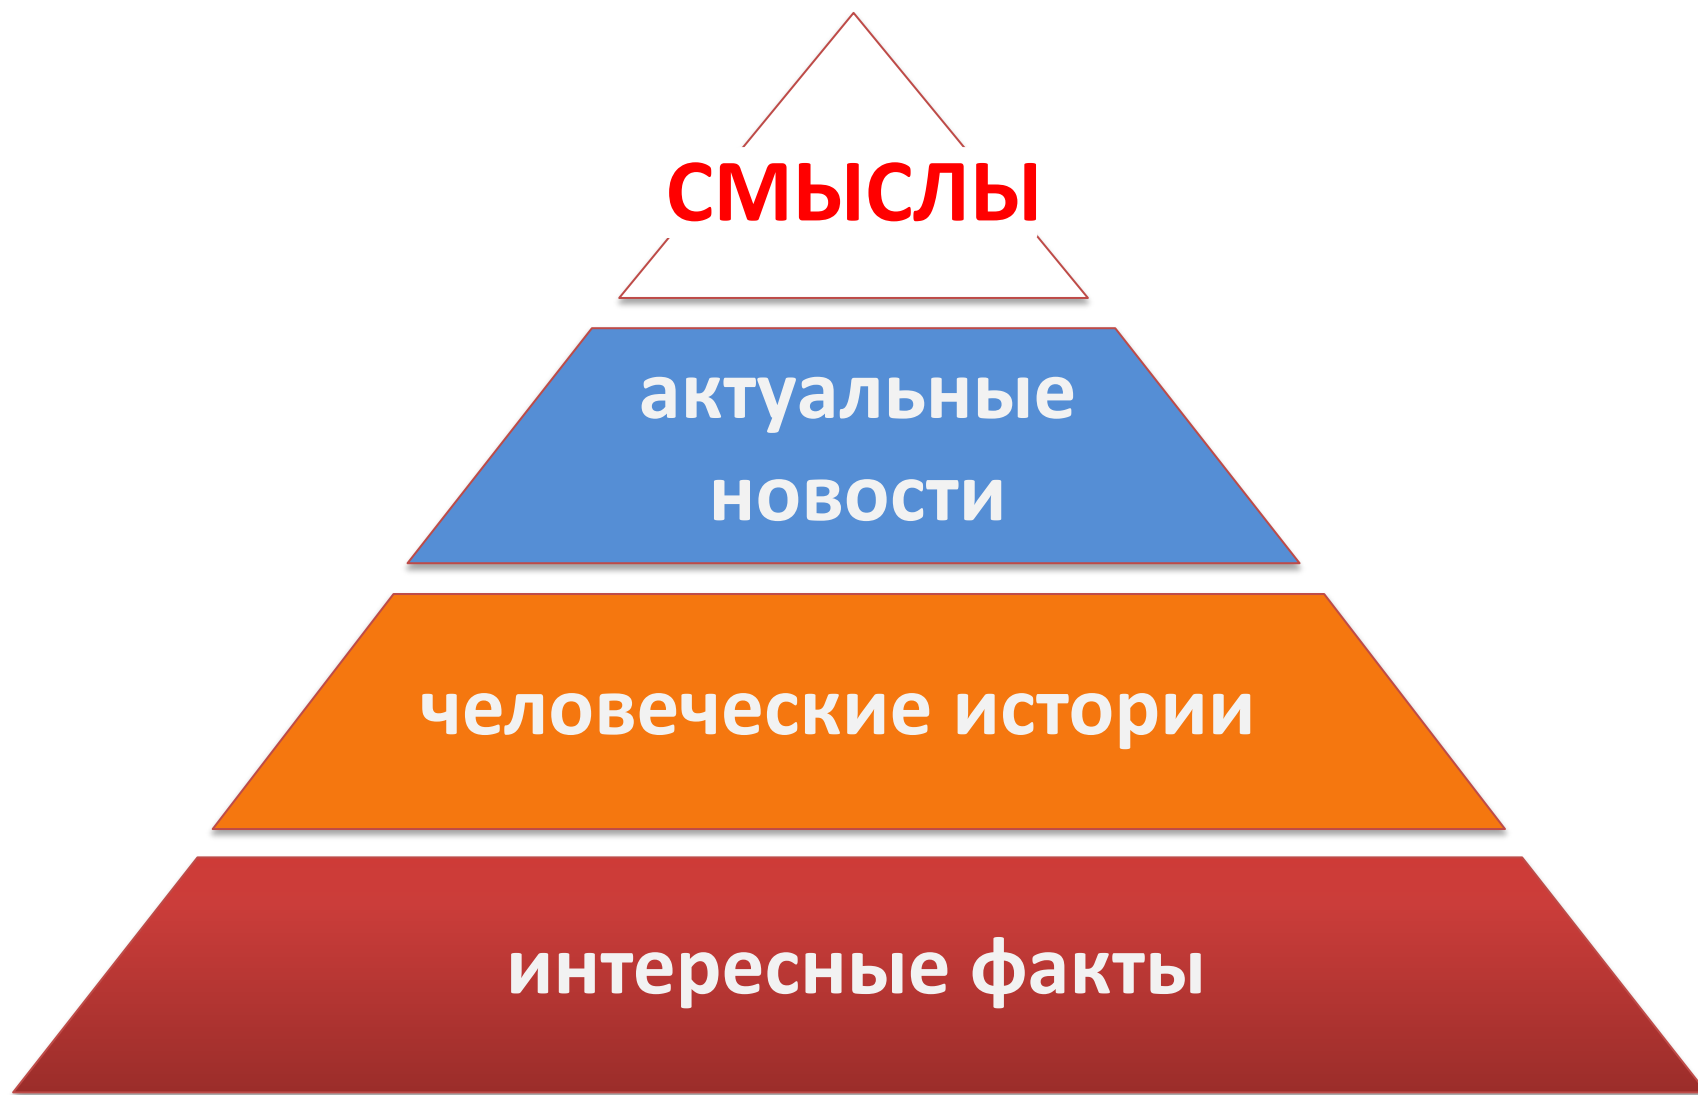 СМЫСЛЫ
актуальные
новости
человеческие истории
интересные факты